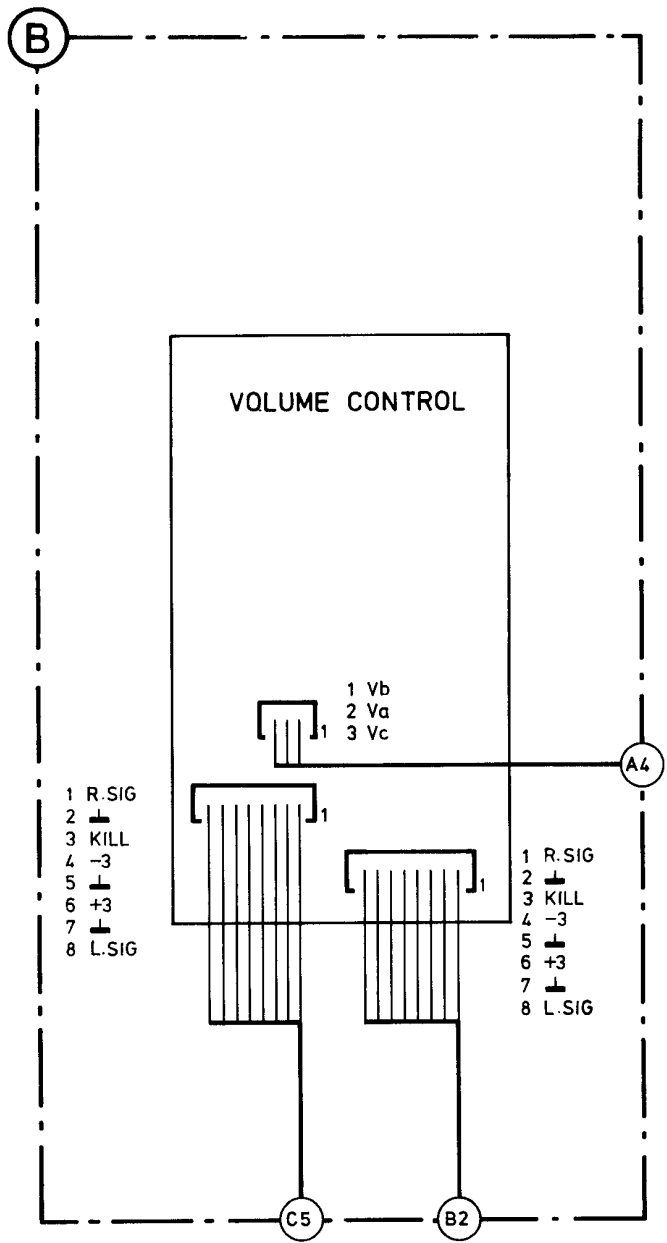 B
VOLUME CONTROL
1 Vb
2 Va
3 Vc
1
A4
1 R.SIG
2 ⏊
3 KILL
4 -3
5 ⏊
6 +3
7 ⏊
8 L.SIG
1
1 R.SIG
2 ⏊
3 KILL
4 -3
5 ⏊
6 +3
7 ⏊
8 L.SIG
1
C5
B2